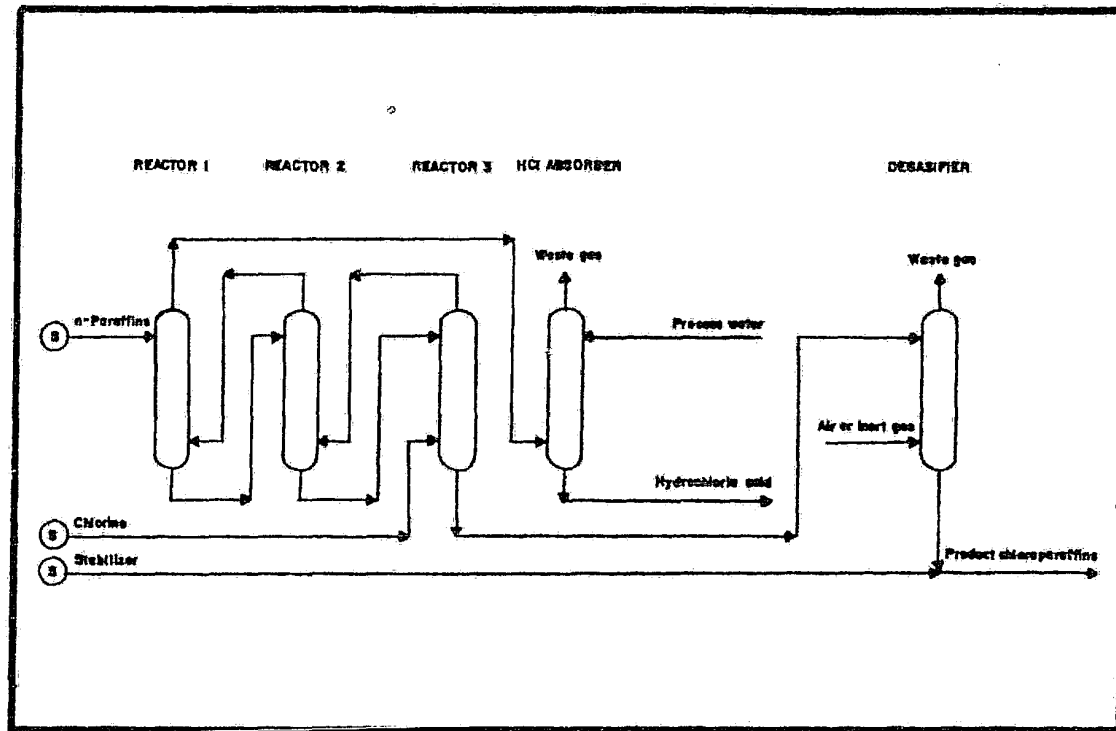 REACTOR 1 REACTOR 2 REACTOR 3 HCl ABSORBER DEGASIFIER
Waste gas Waste gas
S n-Paraffins Process water
Air or inert gas
Hydrochloric acid
S Chlorine
S Stabilizer Product chloroparaffins